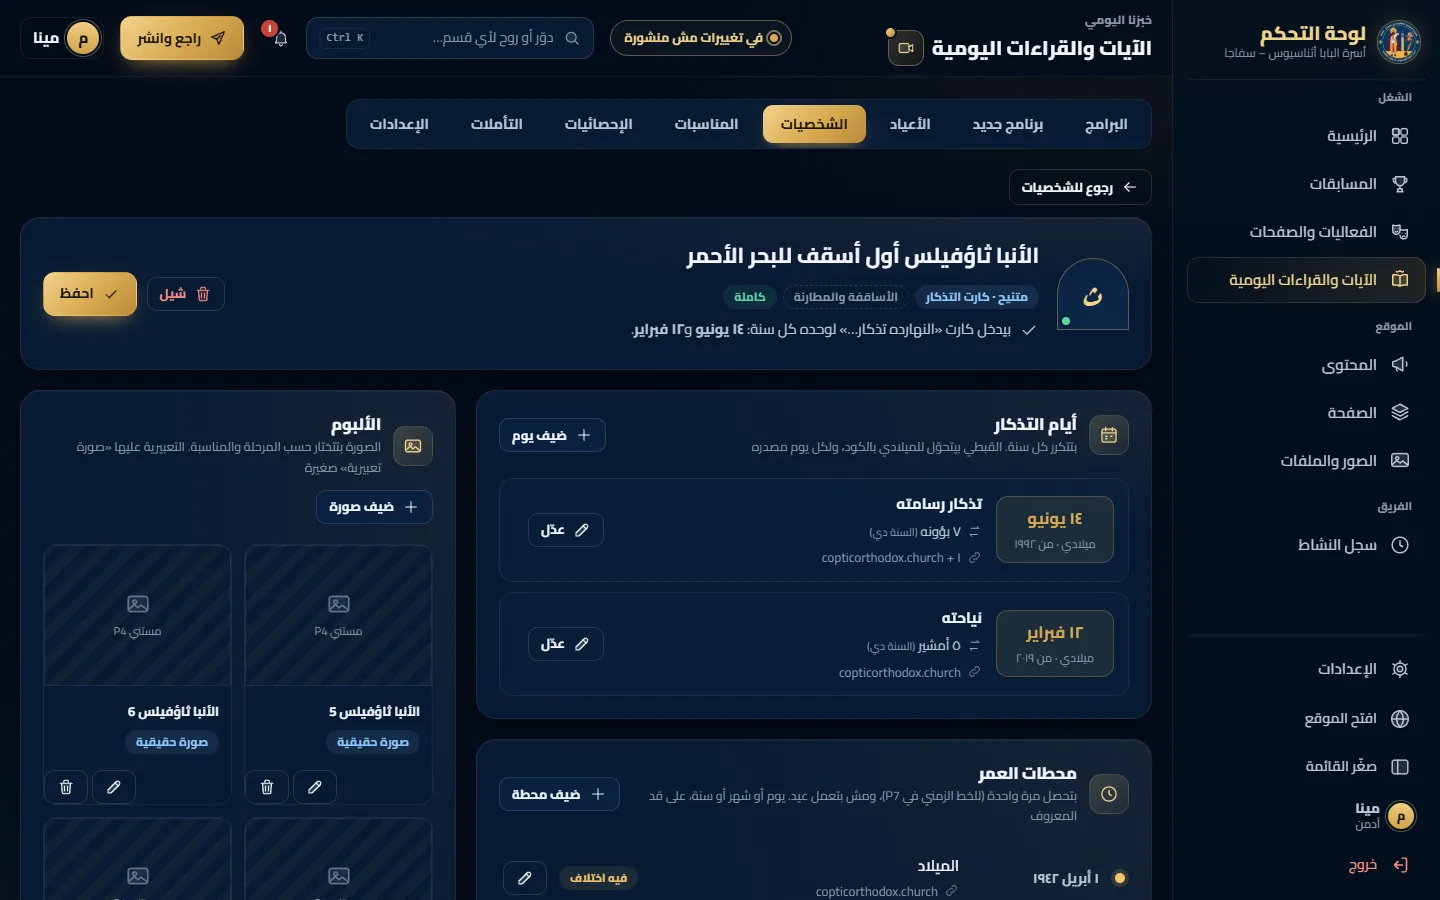 لوحة التحكم
أسرة البابا أثناسيوس – سفاجا
الشغل
الرئيسية
المسابقات
الفعاليات والصفحات
الآيات والقراءات اليومية
الموقع
المحتوى
الصفحة
الصور والملفات
الفريق
سجل النشاط
الإعدادات
افتح الموقع
صغّر القائمة
م
مينا
أدمن
خروج
خبزنا اليومي
الآيات والقراءات اليومية
في تغييرات مش منشورة
دوّر أو روح لأي قسم...
Ctrl K
١
راجع وانشر
م
مينا
البرامج
برنامج جديد
الأعياد
الشخصيات
المناسبات
الإحصائيات
التأملات
الإعدادات
رجوع للشخصيات
ث
الأنبا ثاؤفيلس أول أسقف للبحر الأحمر
متنيح · كارت التذكار
الأساقفة والمطارنة
كاملة
بيدخل كارت «النهارده تذكار...» لوحده كل سنة: ١٤ يونيو و١٢ فبراير.
شيل
احفظ
أيام التذكار
بتتكرر كل سنة. القبطي بيتحوّل للميلادي بالكود، ولكل يوم مصدره
ضيف يوم
١٤ يونيو
ميلادي · من ١٩٩٢
تذكار رسامته
٧ بؤونه (السنة دي)
copticorthodox.church + ١
عدّل
١٢ فبراير
ميلادي · من ٢٠١٩
نياحته
٥ أمشير (السنة دي)
copticorthodox.church
عدّل
محطات العمر
بتحصل مرة واحدة (للخط الزمني في P7)، ومش بتعمل عيد. يوم أو شهر أو سنة، على قد
المعروف
ضيف محطة
١ أبريل ١٩٤٢
الميلاد
copticorthodox.church
فيه اختلاف
الألبوم
الصورة بتتختار حسب المرحلة والمناسبة. التعبيرية عليها «صورة
تعبيرية» صغيرة
ضيف صورة
مستني P4
الأنبا ثاؤفيلس 5
صورة حقيقية
مستني P4
الأنبا ثاؤفيلس 6
صورة حقيقية